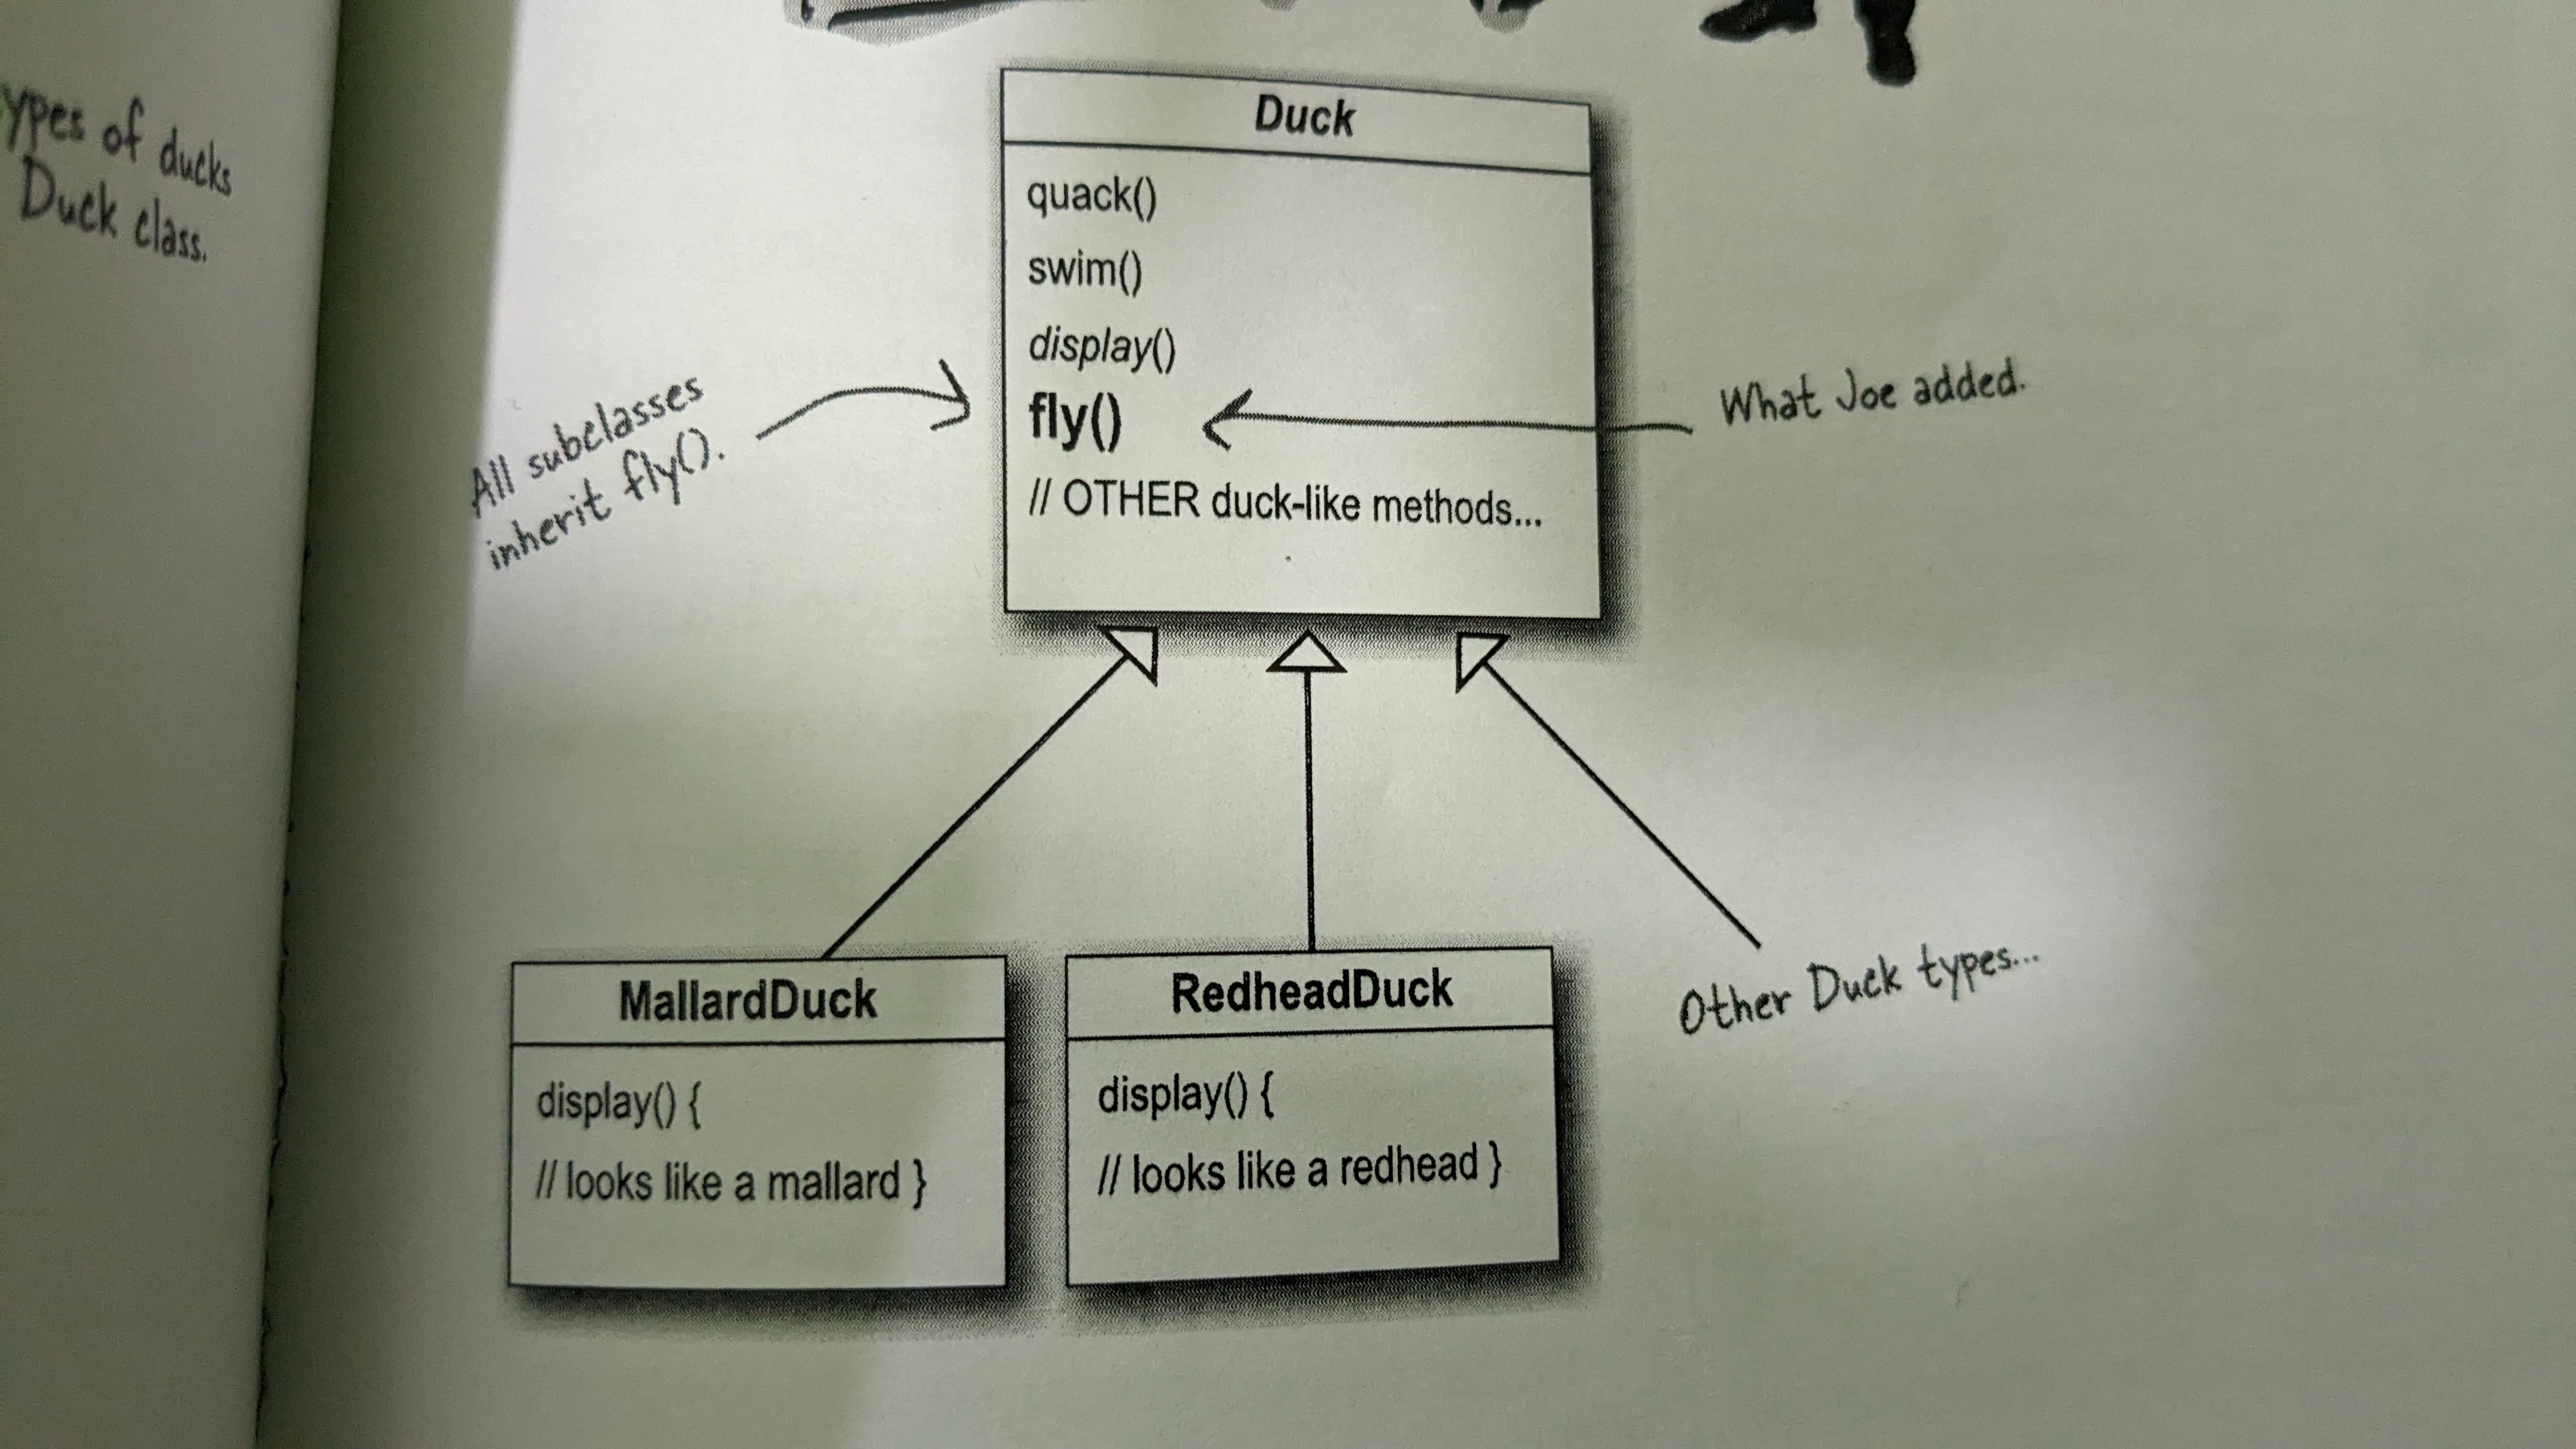 of ducks
Duck class.
Duck
quack()
swim()
display()
fly()
// OTHER duck-like methods...
All subclasses
inherit fly().
What Joe added.
MallardDuck
display() {
// looks like a mallard }
RedheadDuck
display() {
// looks like a redhead }
Other Duck types...